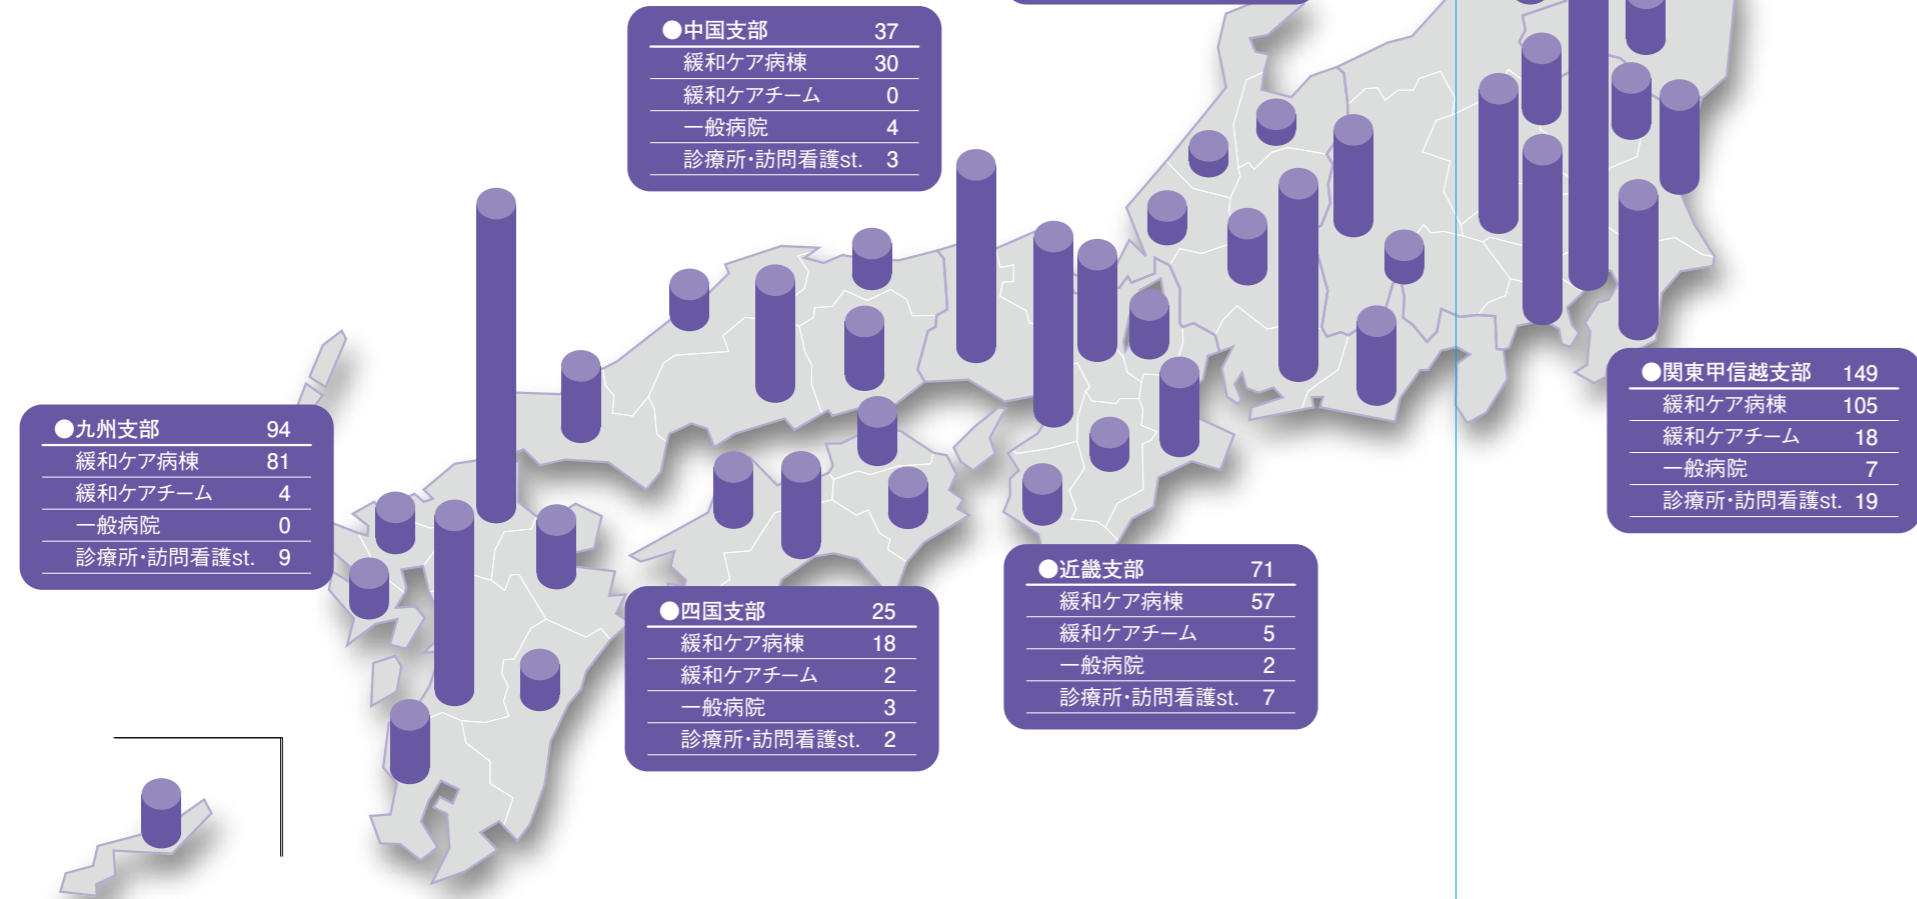 ●中国支部 37
緩和ケア病棟 30
緩和ケアチーム 0
一般病院 4
診療所・訪問看護st. 3
●九州支部 94
緩和ケア病棟 81
緩和ケアチーム 4
一般病院 0
診療所・訪問看護st. 9
●四国支部 25
緩和ケア病棟 18
緩和ケアチーム 2
一般病院 3
診療所・訪問看護st. 2
●近畿支部 71
緩和ケア病棟 57
緩和ケアチーム 5
一般病院 2
診療所・訪問看護st. 7
●関東甲信越支部 149
緩和ケア病棟 105
緩和ケアチーム 18
一般病院 7
診療所・訪問看護st. 19